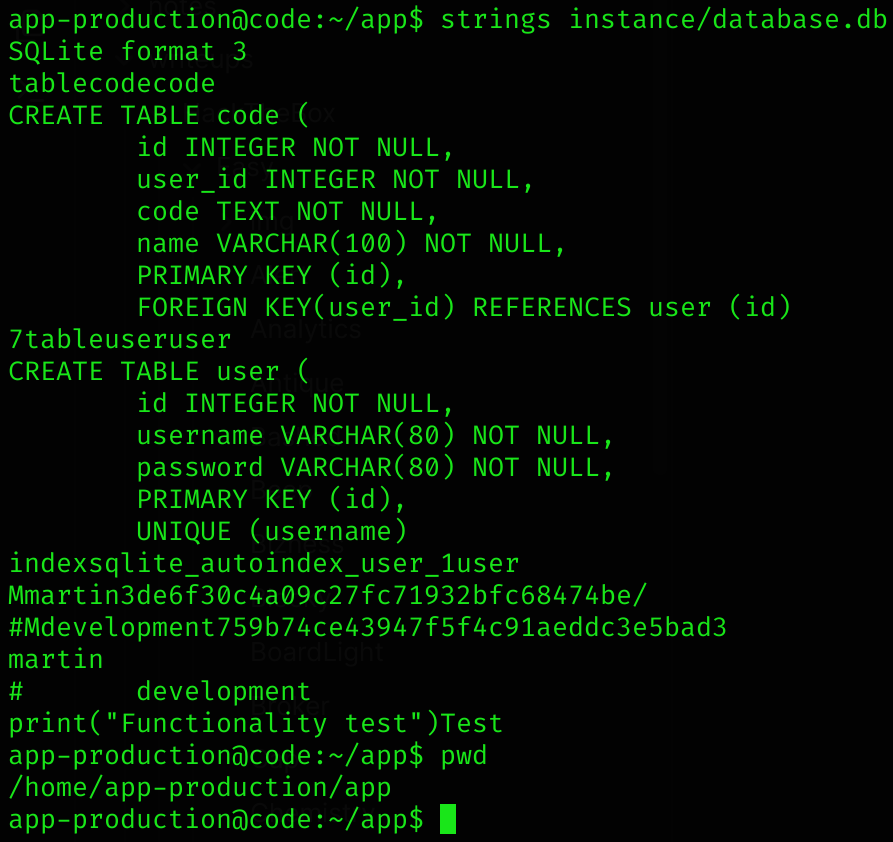 app-production@code:~/app$ strings instance/database.db
SQLite format 3
tablecodecode
CREATE TABLE code (
        id INTEGER NOT NULL,
        user_id INTEGER NOT NULL,
        code TEXT NOT NULL,
        name VARCHAR(100) NOT NULL,
        PRIMARY KEY (id),
        FOREIGN KEY(user_id) REFERENCES user (id)
7tableuseruser
CREATE TABLE user (
        id INTEGER NOT NULL,
        username VARCHAR(80) NOT NULL,
        password VARCHAR(80) NOT NULL,
        PRIMARY KEY (id),
        UNIQUE (username)
indexsqlite_autoindex_user_1user
Mmartin3de6f30c4a09c27fc71932bfc68474be/
#Mdevelopment759b74ce43947f5f4c91aeddc3e5bad3
martin
#       development
print("Functionality test")Test
app-production@code:~/app$ pwd
/home/app-production/app
app-production@code:~/app$
Analytics
BoardLight